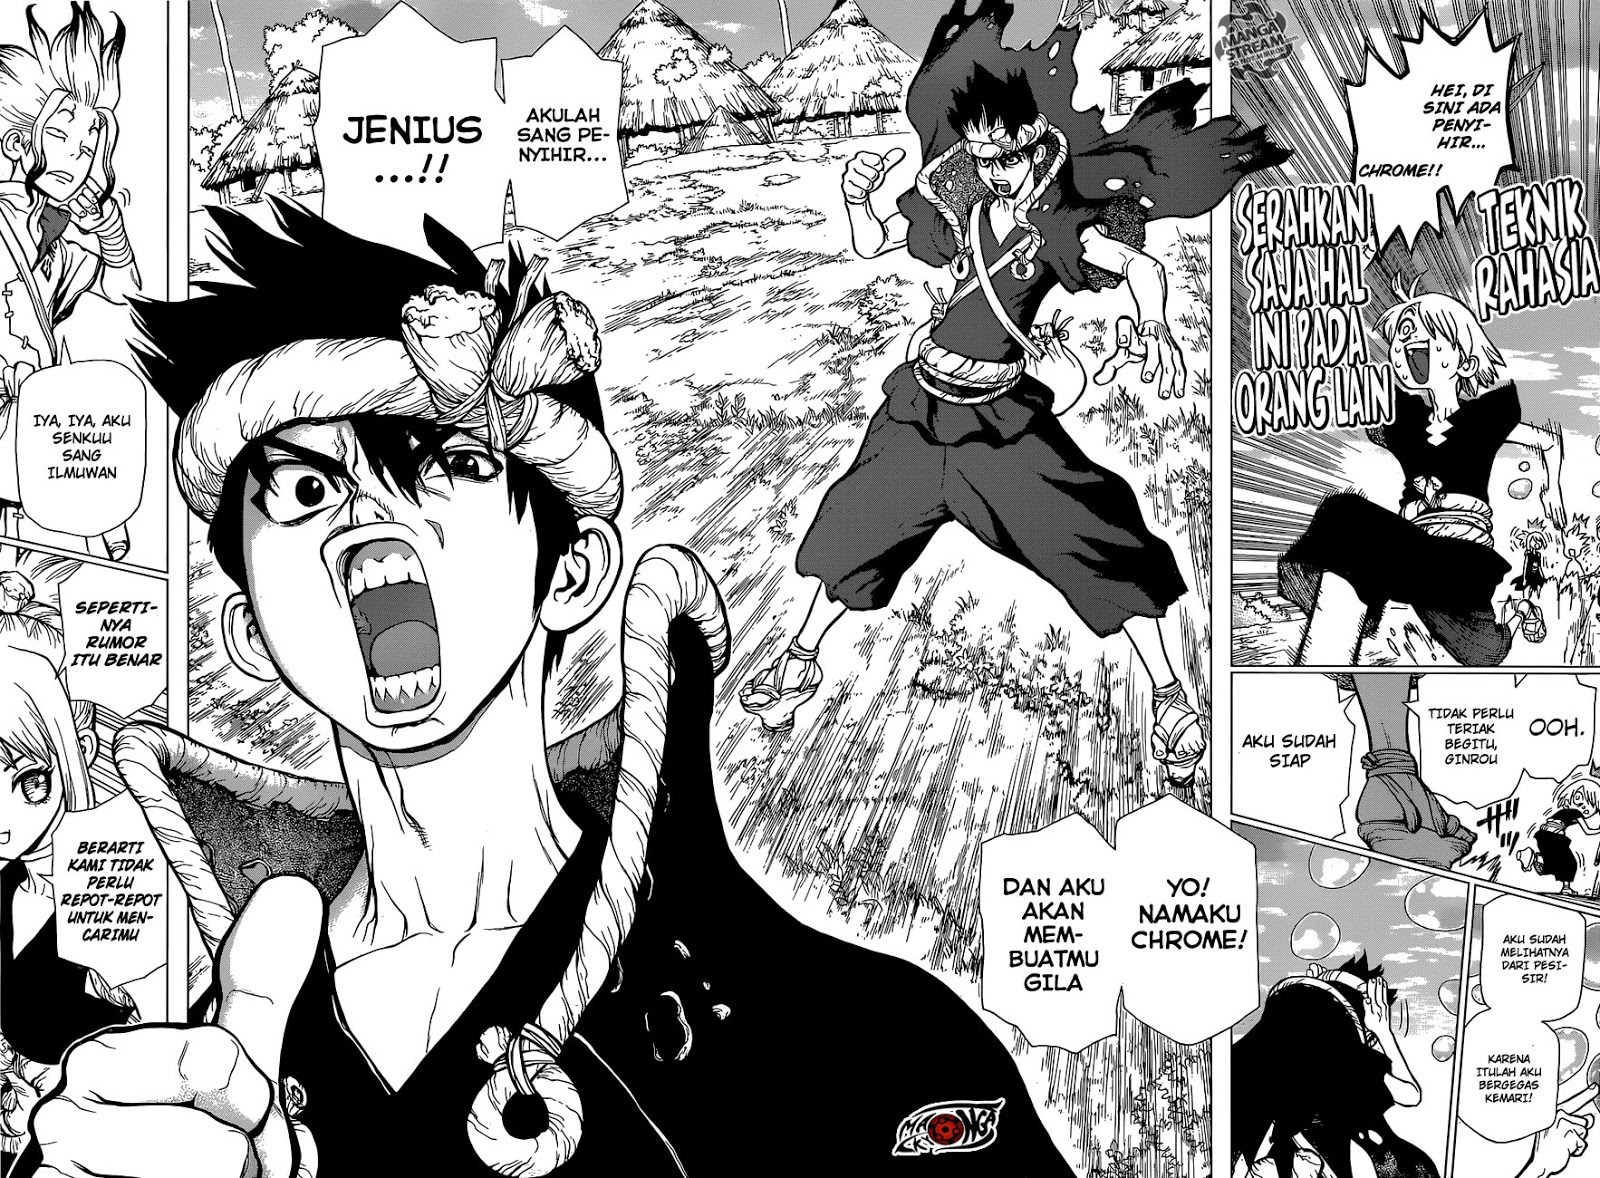 MANGA
STREAM
HEI, DI
SINI ADA
PENYI-
HIR...
CHROME!!
TEKNIK
RAHASIA
SERAHKAN
SAJA HAL
INI PADA
ORANG LAIN
OOH.
TIDAK PERLU
TERIAK
BEGITU,
GINROU
AKU SUDAH
SIAP
AKU SUDAH
MELIHATNYA
DARI PESI-
SIR!
KARENA
ITULAH AKU
BERGEGAS
KEMARI!
YO!
NAMAKU
CHROME!
DAN AKU
AKAN
MEM-
BUATMU
GILA
AKULAH
SANG PE-
NYIHIR...
JENIUS
...!!
IYA, IYA, AKU
SENKUU
SANG
ILMUWAN
SEPERTI-
NYA
RUMOR
ITU BENAR
BERARTI
KAMI TIDAK
PERLU
REPOT-REPOT
UNTUK MEN-
CARIMU